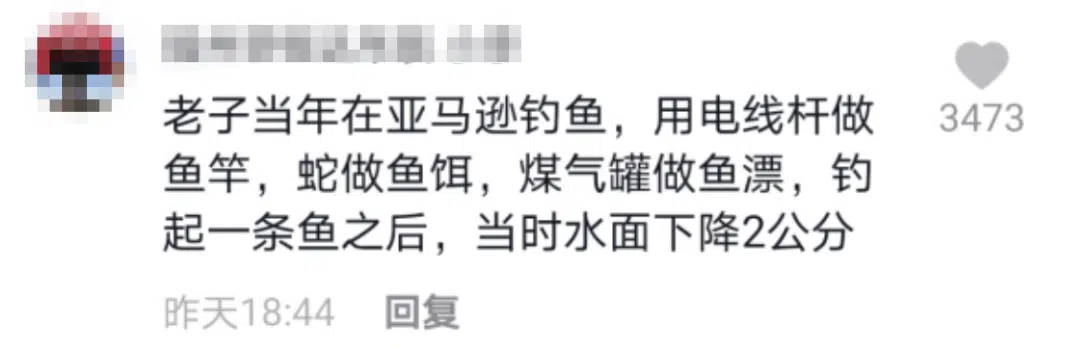 老子当年在亚马逊钓鱼，用电线杆做
鱼竿，蛇做鱼饵，煤气罐做鱼漂，钓
起一条鱼之后，当时水面下降2公分
3473
昨天18:44 回复